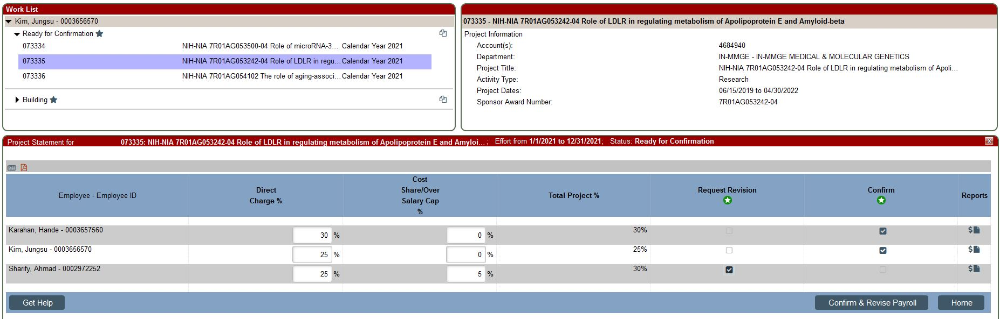 Work List
Kim, Jungsu - 0003656570
Ready for Confirmation
073334 NIH-NIA 7R01AG053500-04 Role of microRNA-3... Calendar Year 2021
073335 NIH-NIA 7R01AG053242-04 Role of LDLR in regu... Calendar Year 2021
073336 NIH-NIA 7R01AG054102 The role of aging-associ... Calendar Year 2021
Building
073335 - NIH-NIA 7R01AG053242-04 Role of LDLR in regulating metabolism of Apolipoprotein E and Amyloid-beta
Project Information
Account(s): 4684940
Department: IN-MMGE - IN-MMGE MEDICAL & MOLECULAR GENETICS
Project Title: NIH-NIA 7R01AG053242-04 Role of LDLR in regulating metabolism of Apoli...
Activity Type: Research
Project Dates: 06/15/2019 to 04/30/2022
Sponsor Award Number: 7R01AG053242-04
Project Statement for 073335: NIH-NIA 7R01AG053242-04 Role of LDLR in regulating metabolism of Apolipoprotein E and Amyloi... ; Effort from 1/1/2021 to 12/31/2021; Status: Ready for Confirmation
Employee - Employee ID
Direct
Charge %
Cost
Share/Over
Salary Cap
%
Total Project %
Request Revision
Confirm
Reports
Karahan, Hande - 0003657560 30 % 0 % 30% $
Kim, Jungsu - 0003656570 25 % 0 % 25% $
Sharify, Ahmad - 0002972252 25 % 5 % 30% $
Get Help Confirm & Revise Payroll Home